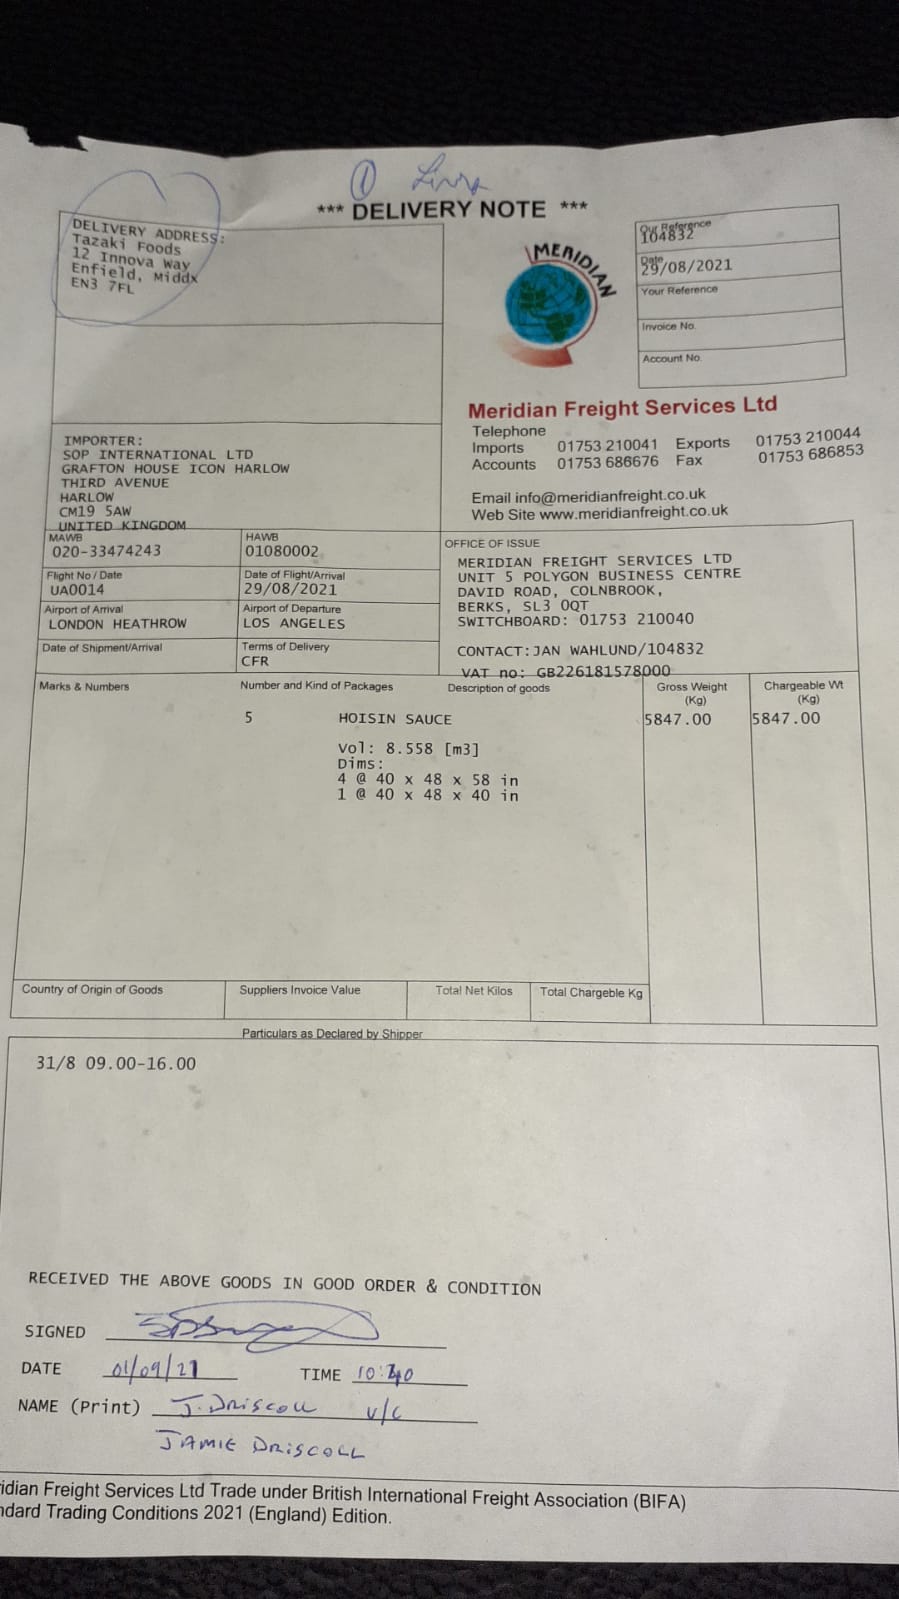 ① Linra
*** DELIVERY NOTE ***
DELIVERY ADDRESS:
Tazaki Foods
12 Innova Way
Enfield, Middx
EN3 7FL
MERIDIAN
Our Reference
104832
Date
29/08/2021
Your Reference
Invoice No.
Account No.
Meridian Freight Services Ltd
Telephone
Imports 01753 210041 Exports 01753 210044
Accounts 01753 686676 Fax 01753 686853
Email info@meridianfreight.co.uk
Web Site www.meridianfreight.co.uk
IMPORTER:
SOP INTERNATIONAL LTD
GRAFTON HOUSE ICON HARLOW
THIRD AVENUE
HARLOW
CM19 5AW
UNITED KINGDOM
MAWB HAWB
020-33474243 01080002
Flight No / Date Date of Flight/Arrival
UA0014 29/08/2021
Airport of Arrival Airport of Departure
LONDON HEATHROW LOS ANGELES
Date of Shipment/Arrival Terms of Delivery
CFR
OFFICE OF ISSUE
MERIDIAN FREIGHT SERVICES LTD
UNIT 5 POLYGON BUSINESS CENTRE
DAVID ROAD, COLNBROOK,
BERKS, SL3 0QT
SWITCHBOARD: 01753 210040
CONTACT: JAN WAHLUND/104832
VAT no: GB226181578000
Marks & Numbers Number and Kind of Packages Description of goods Gross Weight (Kg) Chargeable Wt (Kg)
5 HOISIN SAUCE 5847.00 5847.00
Vol: 8.558 [m3]
Dims:
4 @ 40 x 48 x 58 in
1 @ 40 x 48 x 40 in
Country of Origin of Goods Suppliers Invoice Value Total Net Kilos Total Chargeble Kg
Particulars as Declared by Shipper
31/8 09.00-16.00
RECEIVED THE ABOVE GOODS IN GOOD ORDER & CONDITION
SIGNED
DATE 01/09/21 TIME 10:40
NAME (Print) J. DRISCOLL U/C
JAMIE DRISCOLL
idian Freight Services Ltd Trade under British International Freight Association (BIFA)
ndard Trading Conditions 2021 (England) Edition.